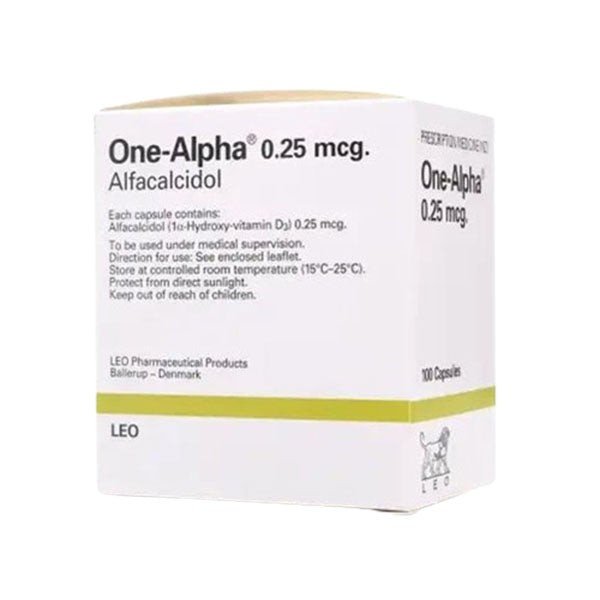 One-Alpha® 0.25 mcg.
Alfacalcidol
Each capsule contains:
Alfacalcidol (1α-Hydroxy-vitamin D₃) 0.25 mcg.
To be used under medical supervision.
Direction for use: See enclosed leaflet.
Store at controlled room temperature (15°C–25°C).
Protect from direct sunlight.
Keep out of reach of children.
LEO Pharmaceutical Products
Ballerup – Denmark
LEO
PRESCRIPTION MEDICINE
One-Alpha®
0.25 mcg.
100 Capsules
LEO